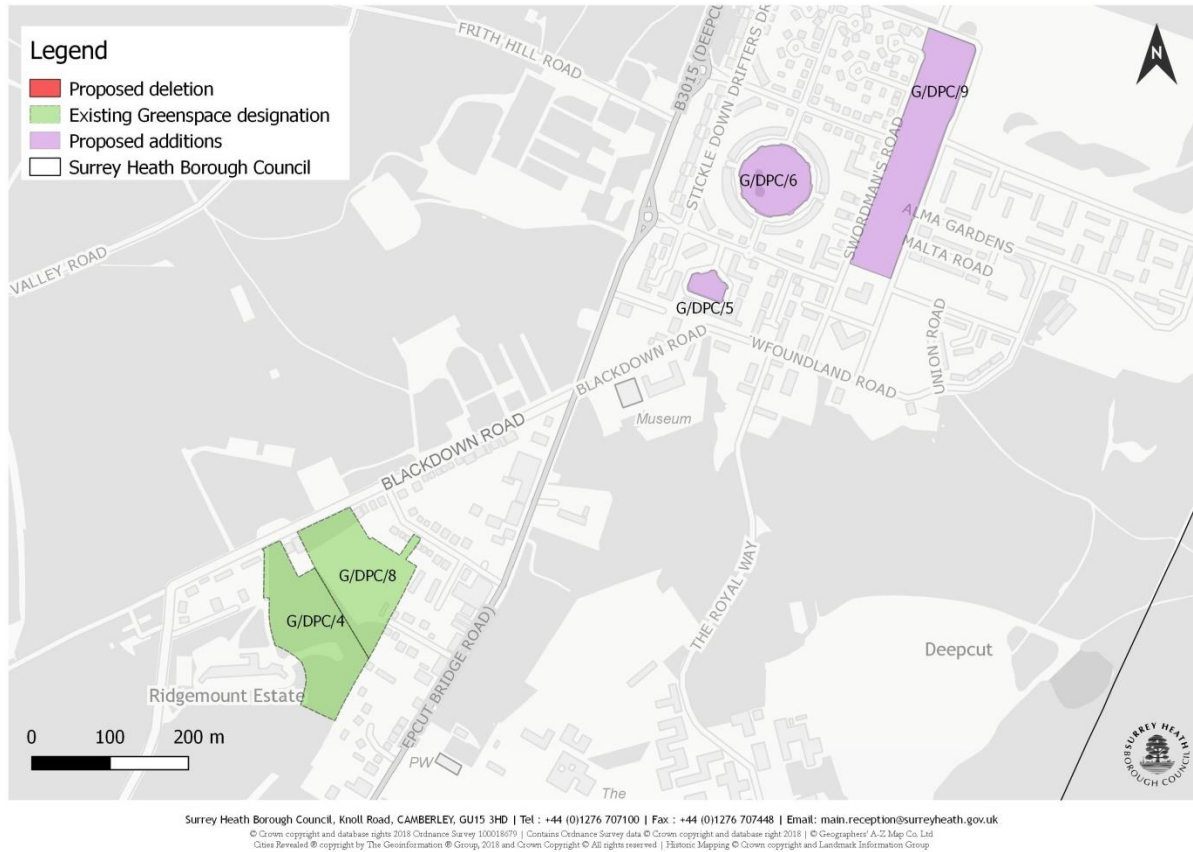 Legend
Proposed deletion
Existing Greenspace designation
Proposed additions
Surrey Heath Borough Council
FRITH HILL ROAD
B3015 (DEEPCU
STICKLE DOWN DRIFTERS DR
N
G/DPC/9
G/DPC/6
SWORDMAN'S ROAD
ALMA GARDENS
MALTA ROAD
VALLEY ROAD
G/DPC/5
UNION ROAD
WFOUNDLAND ROAD
BLACKDOWN ROAD
Museum
BLACKDOWN ROAD
G/DPC/8
G/DPC/4
THE ROYAL WAY
Deepcut
Ridgemount Estate
EPCUT BRIDGE ROAD)
0 100 200 m
PW
The
SURREY HEATH
BOROUGH COUNCIL
Surrey Heath Borough Council, Knoll Road, CAMBERLEY, GU15 3HD | Tel : +44 (0)1276 707100 | Fax : +44 (0)1276 707448 | Email: main.reception@surreyheath.gov.uk
© Crown copyright and database rights 2018 Ordnance Survey 100018679 | Contains Ordnance Survey data © Crown copyright and database right 2018 | © Geographers' A-Z Map Co. Ltd
Cities Revealed ® copyright by The Geoinformation ® Group, 2018 and Crown Copyright © All rights reserved | Historic Mapping © Crown copyright and Landmark Information Group